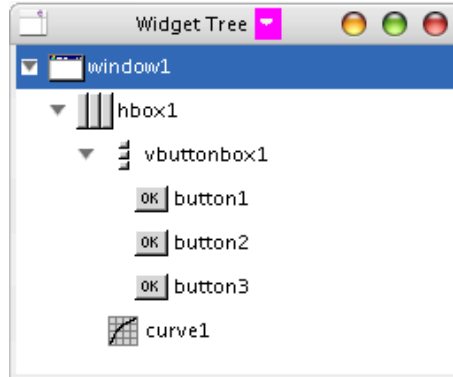 Widget Tree
window1
hbox1
vbuttonbox1
OK button1
OK button2
OK button3
curve1